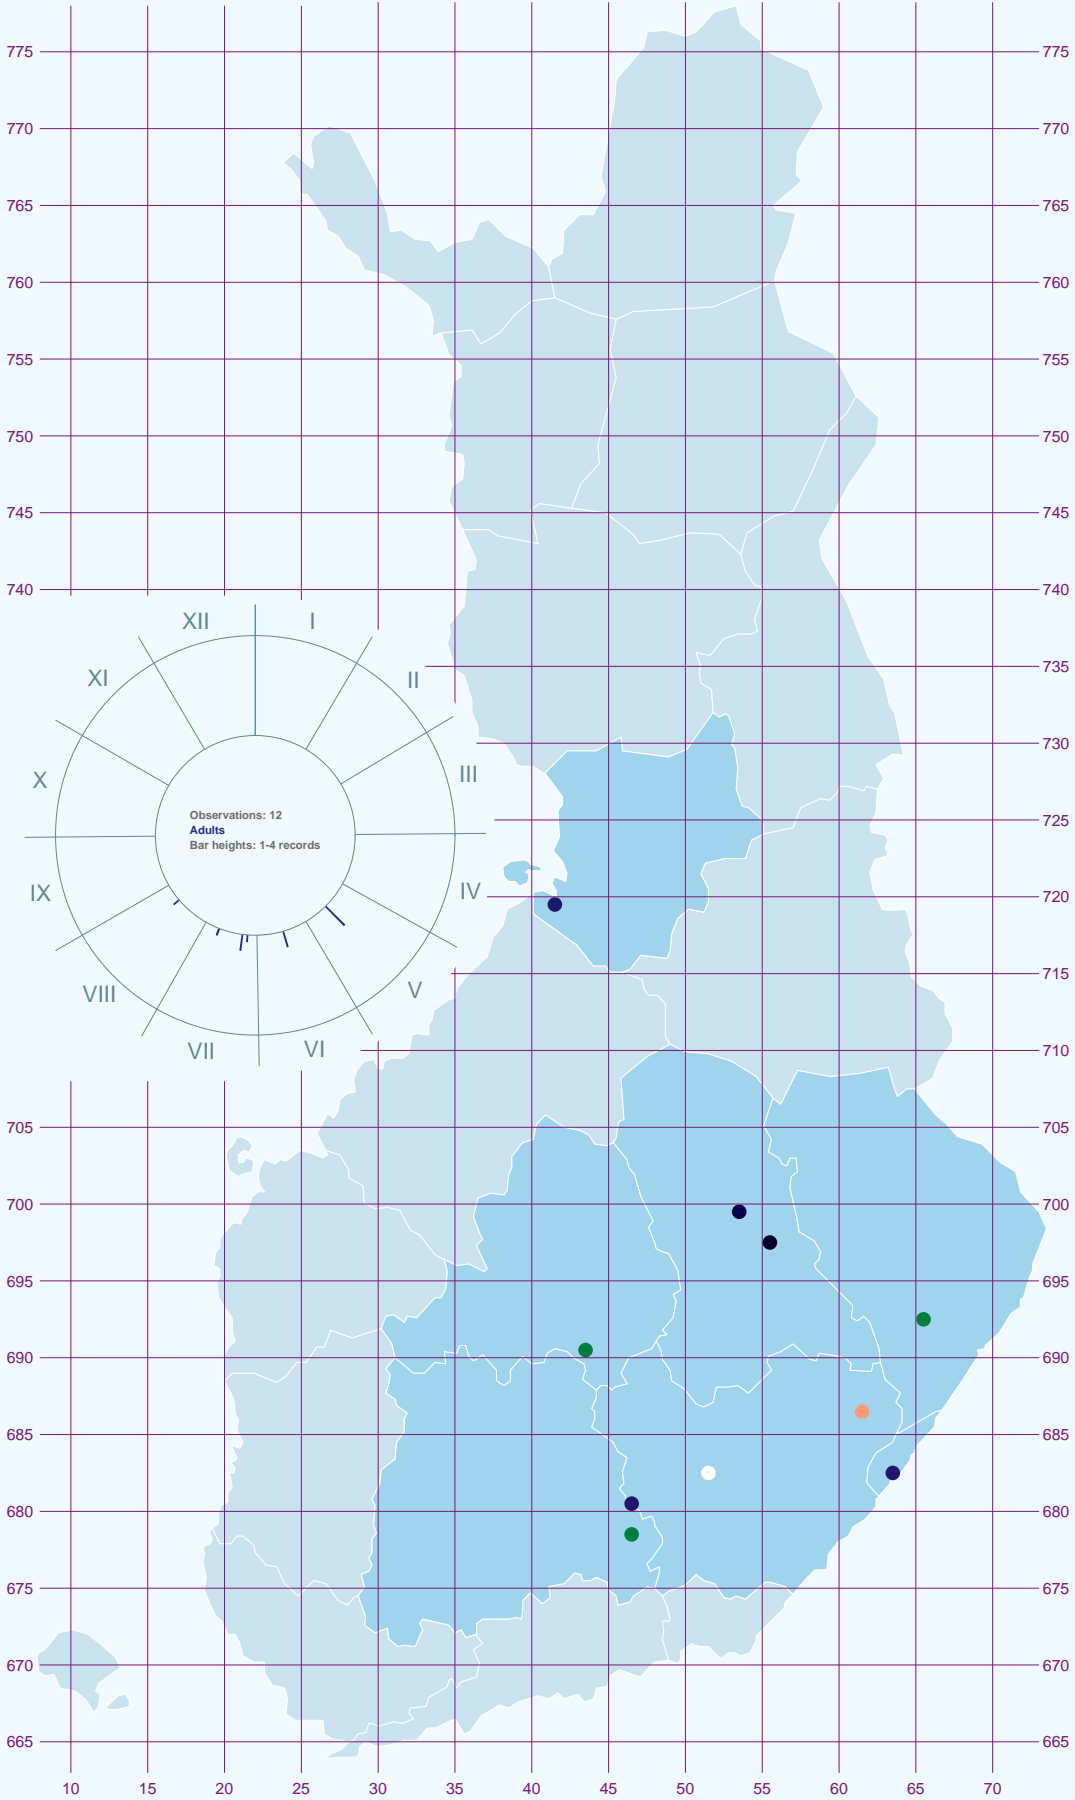 775 775
770 770
765 765
760 760
755 755
750 750
745 745
740 740
XII I
735
XI II
730
X III
Observations: 12
725
Adults
Bar heights: 1-4 records
IX IV
720
VIII V
715
VII VI
710
705 705
700 700
695 695
690 690
685 685
680 680
675 675
670 670
665 665
10 15 20 25 30 35 40 45 50 55 60 65 70